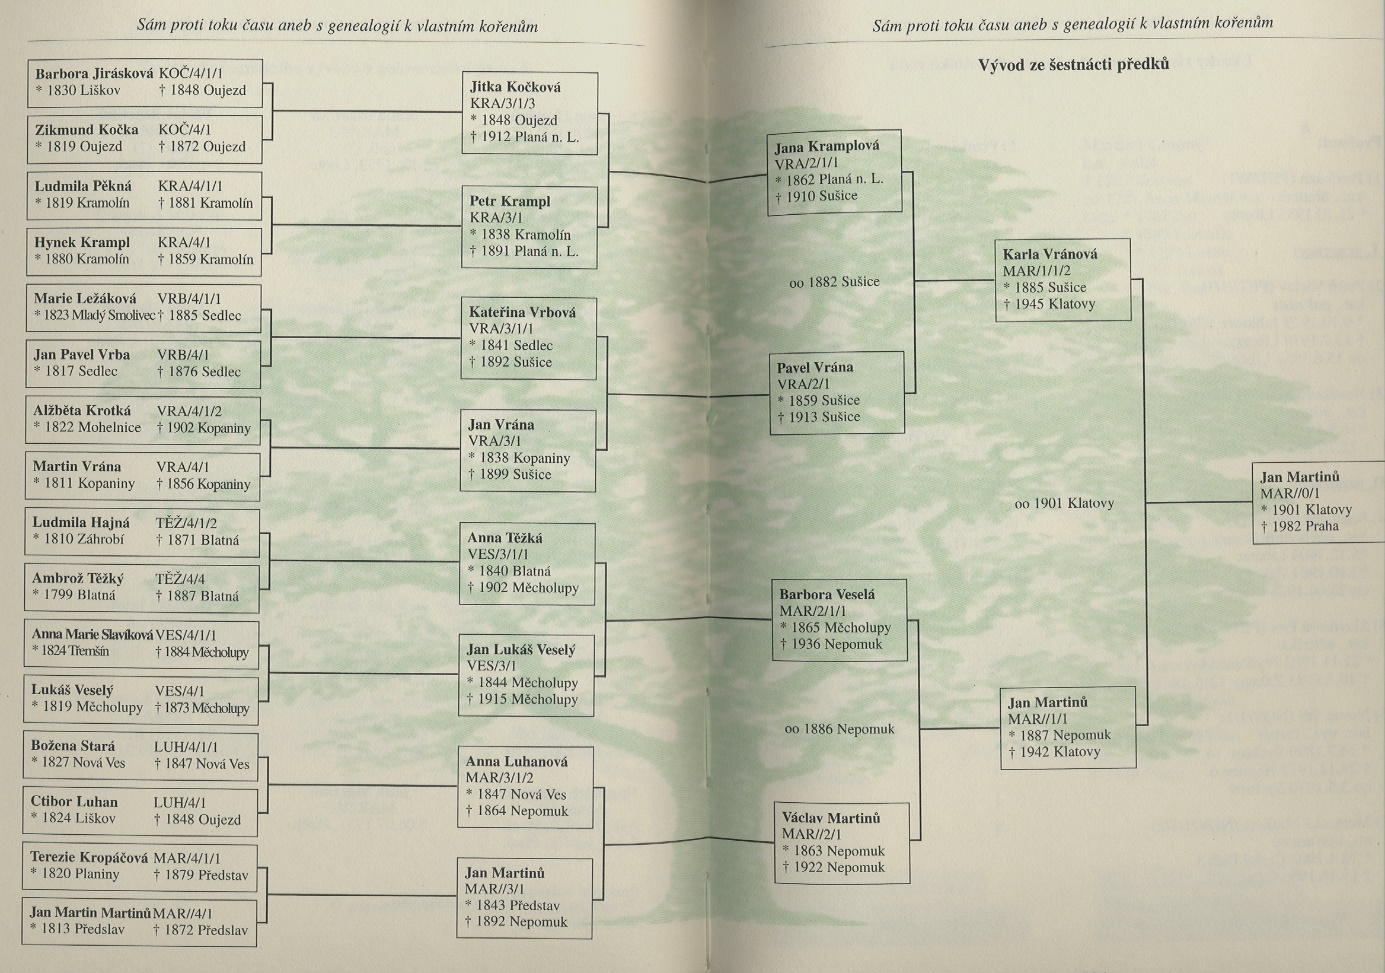 Sám proti toku času aneb s genealogií k vlastním kořenům
Barbora Jirásková KOČ/4/1/1
* 1830 Liškov † 1848 Oujezd
Zikmund Kočka KOČ/4/1
* 1819 Oujezd † 1872 Oujezd
Ludmila Pěkná KRA/4/1/1
* 1819 Kramolín † 1881 Kramolín
Hynek Krampl KRA/4/1
* 1880 Kramolín † 1859 Kramolín
Marie Ležáková VRB/4/1/1
* 1823 Mladý Smolivec † 1885 Sedlec
Jan Pavel Vrba VRB/4/1
* 1817 Sedlec † 1876 Sedlec
Alžběta Krotká VRA/4/1/2
* 1822 Mohelnice † 1902 Kopaniny
Martin Vrána VRA/4/1
* 1811 Kopaniny † 1856 Kopaniny
Ludmila Hajná TĚŽ/4/1/2
* 1810 Záhrobí † 1871 Blatná
Ambrož Těžký TĚŽ/4/4
* 1799 Blatná † 1887 Blatná
Anna Marie Slavíková VES/4/1/1
* 1824 Třemšín † 1884 Měcholupy
Lukáš Veselý VES/4/1
* 1819 Měcholupy † 1873 Měcholupy
Božena Stará LUH/4/1/1
* 1827 Nová Ves † 1847 Nová Ves
Ctibor Luhan LUH/4/1
* 1824 Liškov † 1848 Oujezd
Terezie Kropáčová MAR/4/1/1
* 1820 Planiny † 1879 Představ
Jan Martin Martinů MAR//4/1
* 1813 Předslav † 1872 Předslav
Jitka Kočková
KRA/3/1/3
* 1848 Oujezd
† 1912 Planá n. L.
Petr Krampl
KRA/3/1
* 1838 Kramolín
† 1891 Planá n. L.
Kateřina Vrbová
VRA/3/1/1
* 1841 Sedlec
† 1892 Sušice
Jan Vrána
VRA/3/1
* 1838 Kopaniny
† 1899 Sušice
Anna Těžká
VES/3/1/1
* 1840 Blatná
† 1902 Měcholupy
Jan Lukáš Veselý
VES/3/1
* 1844 Měcholupy
† 1915 Měcholupy
Anna Luhanová
MAR/3/1/2
* 1847 Nová Ves
† 1864 Nepomuk
Jan Martinů
MAR//3/1
* 1843 Představ
† 1892 Nepomuk
Sám proti toku času aneb s genealogií k vlastním kořenům
Vývod ze šestnácti předků
Jana Kramplová
VRA/2/1/1
* 1862 Planá n. L.
† 1910 Sušice
oo 1882 Sušice
Pavel Vrána
VRA/2/1
* 1859 Sušice
† 1913 Sušice
Barbora Veselá
MAR/2/1/1
* 1865 Měcholupy
† 1936 Nepomuk
oo 1886 Nepomuk
Václav Martinů
MAR//2/1
* 1863 Nepomuk
† 1922 Nepomuk
Karla Vránová
MAR/1/1/2
* 1885 Sušice
† 1945 Klatovy
oo 1901 Klatovy
Jan Martinů
MAR//1/1
* 1887 Nepomuk
† 1942 Klatovy
Jan Martinů
MAR//0/1
* 1901 Klatovy
† 1982 Praha